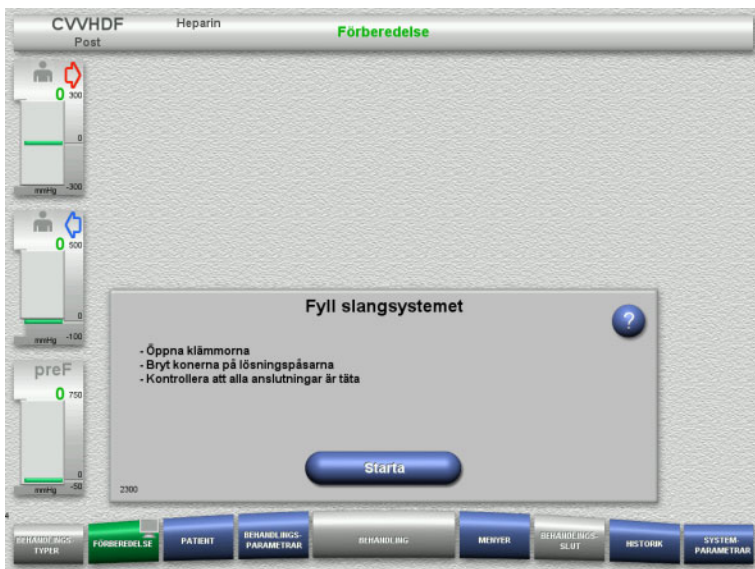 CVVHDF
Heparin
Förberedelse
Post
0 300
0
mmHg -300
0 500
0
mmHg -100
preF
0 750
0
mmHg -50
Fyll slangsystemet
?
- Öppna klämmorna
- Bryt konerna på lösningspåsarna
- Kontrollera att alla anslutningar är täta
Starta
2300
4
BEHANDLINGS-
TYPER
FÖRBEREDELSE
PATIENT
BEHANDLINGS-
PARAMETRAR
BEHANDLING
MENYER
BEHANDLINGS-
SLUT
HISTORIK
SYSTEM-
PARAMETRAR